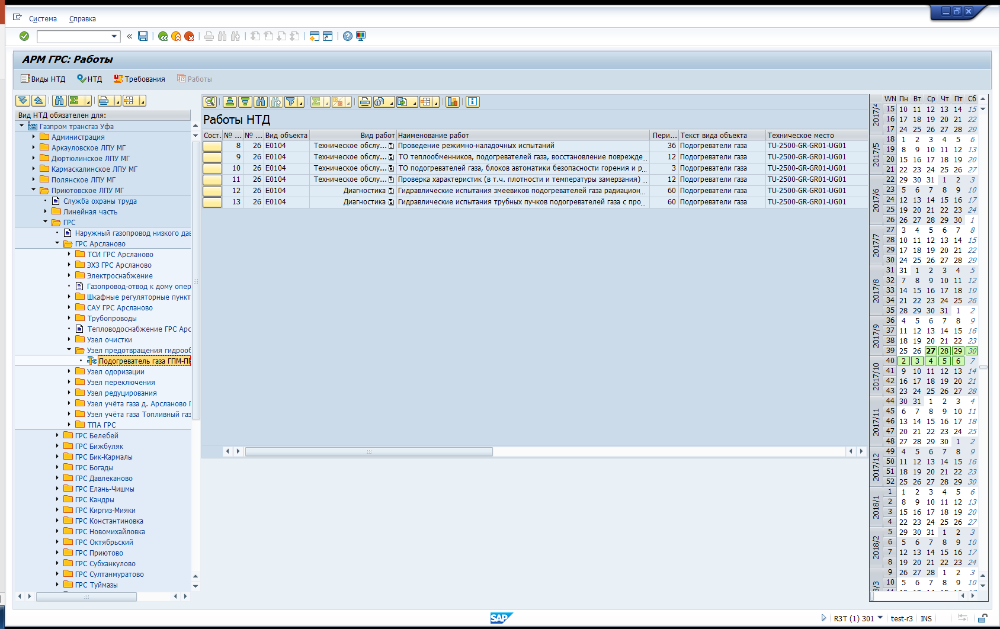 Система Справка
«
АРМ ГРС: Работы
Виды НТД НТД Требования Работы
Вид НТД обязателен для:
Газпром трансгаз Уфа
Администрация
Аркауловское ЛПУ МГ
Дюртюлинское ЛПУ МГ
Кармаскалинское ЛПУ МГ
Полянское ЛПУ МГ
Приютовское ЛПУ МГ
Служба охраны труда
Линейная часть
ГРС
Наружный газопровод низкого дав
ГРС Арсланово
ТСИ ГРС Арсланово
ЭХЗ ГРС Арсланово
Электроснабжение
Газопровод-отвод к дому опер
Шкафные регуляторные пункт
САУ ГРС Арсланово
Трубопроводы
Тепловодоснабжение ГРС Арс
Узел очистки
Узел предотвращения гидрооб
Подогреватель газа ГПМ-ПГ
Узел одоризации
Узел переключения
Узел редуцирования
Узел учёта газа д. Арсланово Г
Узел учёта газа Топливный газ
ТПА ГРС
ГРС Белебей
ГРС Бижбуляк
ГРС Бик-Кармалы
ГРС Богады
ГРС Давлеканово
ГРС Елань-Чишмы
ГРС Кандры
ГРС Киргиз-Мияки
ГРС Константиновка
ГРС Новомихайловка
ГРС Октябрьский
ГРС Приютово
ГРС Субханкулово
ГРС Султанмуратово
ГРС Туймазы
Работы НТД
Сост. № ... № ... Вид объекта Вид работ Наименование работ Пери... Текст вида объекта Техническое место
8 26 E0104 Техническое обслу... Проведение режимно-наладочных испытаний 36 Подогреватели газа TU-2500-GR-GR01-UG01
9 26 E0104 Техническое обслу... ТО теплообменников, подогревателей газа, восстановление поврежде... 12 Подогреватели газа TU-2500-GR-GR01-UG01
10 26 E0104 Техническое обслу... ТО подогревателей газа, блоков автоматики безопасности горения и р... 3 Подогреватели газа TU-2500-GR-GR01-UG01
11 26 E0104 Техническое обслу... Проверка характеристик (в т.ч. плотности и температуры замерзания) 12 Подогреватели газа TU-2500-GR-GR01-UG01
12 26 E0104 Диагностика Гидравлические испытания змеевиков подогревателей газа радиацион... 60 Подогреватели газа TU-2500-GR-GR01-UG01
13 26 E0104 Диагностика Гидравлические испытания трубных пучков подогревателей газа с про... 60 Подогреватели газа TU-2500-GR-GR01-UG01
WN Пн Вт Ср Чт Пт Сб
2017/4
15 10 11 12 13 14 15
16 17 18 19 20 21 22
17 24 25 26 27 28 29
2017/5
18 1 2 3 4 5 6
19 8 9 10 11 12 13
20 15 16 17 18 19 20
21 22 23 24 25 26 27
2017/6
22 29 30 31 1 2 3
23 5 6 7 8 9 10
24 12 13 14 15 16 17
25 19 20 21 22 23 24
26 26 27 28 29 30 1
2017/7
27 3 4 5 6 7 8
28 10 11 12 13 14 15
29 17 18 19 20 21 22
30 24 25 26 27 28 29
2017/8
31 31 1 2 3 4 5
32 7 8 9 10 11 12
33 14 15 16 17 18 19
34 21 22 23 24 25 26
35 28 29 30 31 1 2
2017/9
36 4 5 6 7 8 9
37 11 12 13 14 15 16
38 18 19 20 21 22 23
39 25 26 27 28 29 30
2017/10
40 2 3 4 5 6 7
41 9 10 11 12 13 14
42 16 17 18 19 20 21
43 23 24 25 26 27 28
2017/11
44 30 31 1 2 3 4
45 6 7 8 9 10 11
46 13 14 15 16 17 18
47 20 21 22 23 24 25
48 27 28 29 30 1 2
2017/12
49 4 5 6 7 8 9
50 11 12 13 14 15 16
51 18 19 20 21 22 23
52 25 26 27 28 29 30
2018/1
1 1 2 3 4 5 6
2 8 9 10 11 12 13
3 15 16 17 18 19 20
4 22 23 24 25 26 27
2018/2
5 29 30 31 1 2 3
6 5 6 7 8 9 10
7 12 13 14 15 16 17
8 19 20 21 22 23 24
9 26 27 28 1 2 3
10 5 6 7 8 9 10
SAP
R3T (1) 301 test-r3 INS